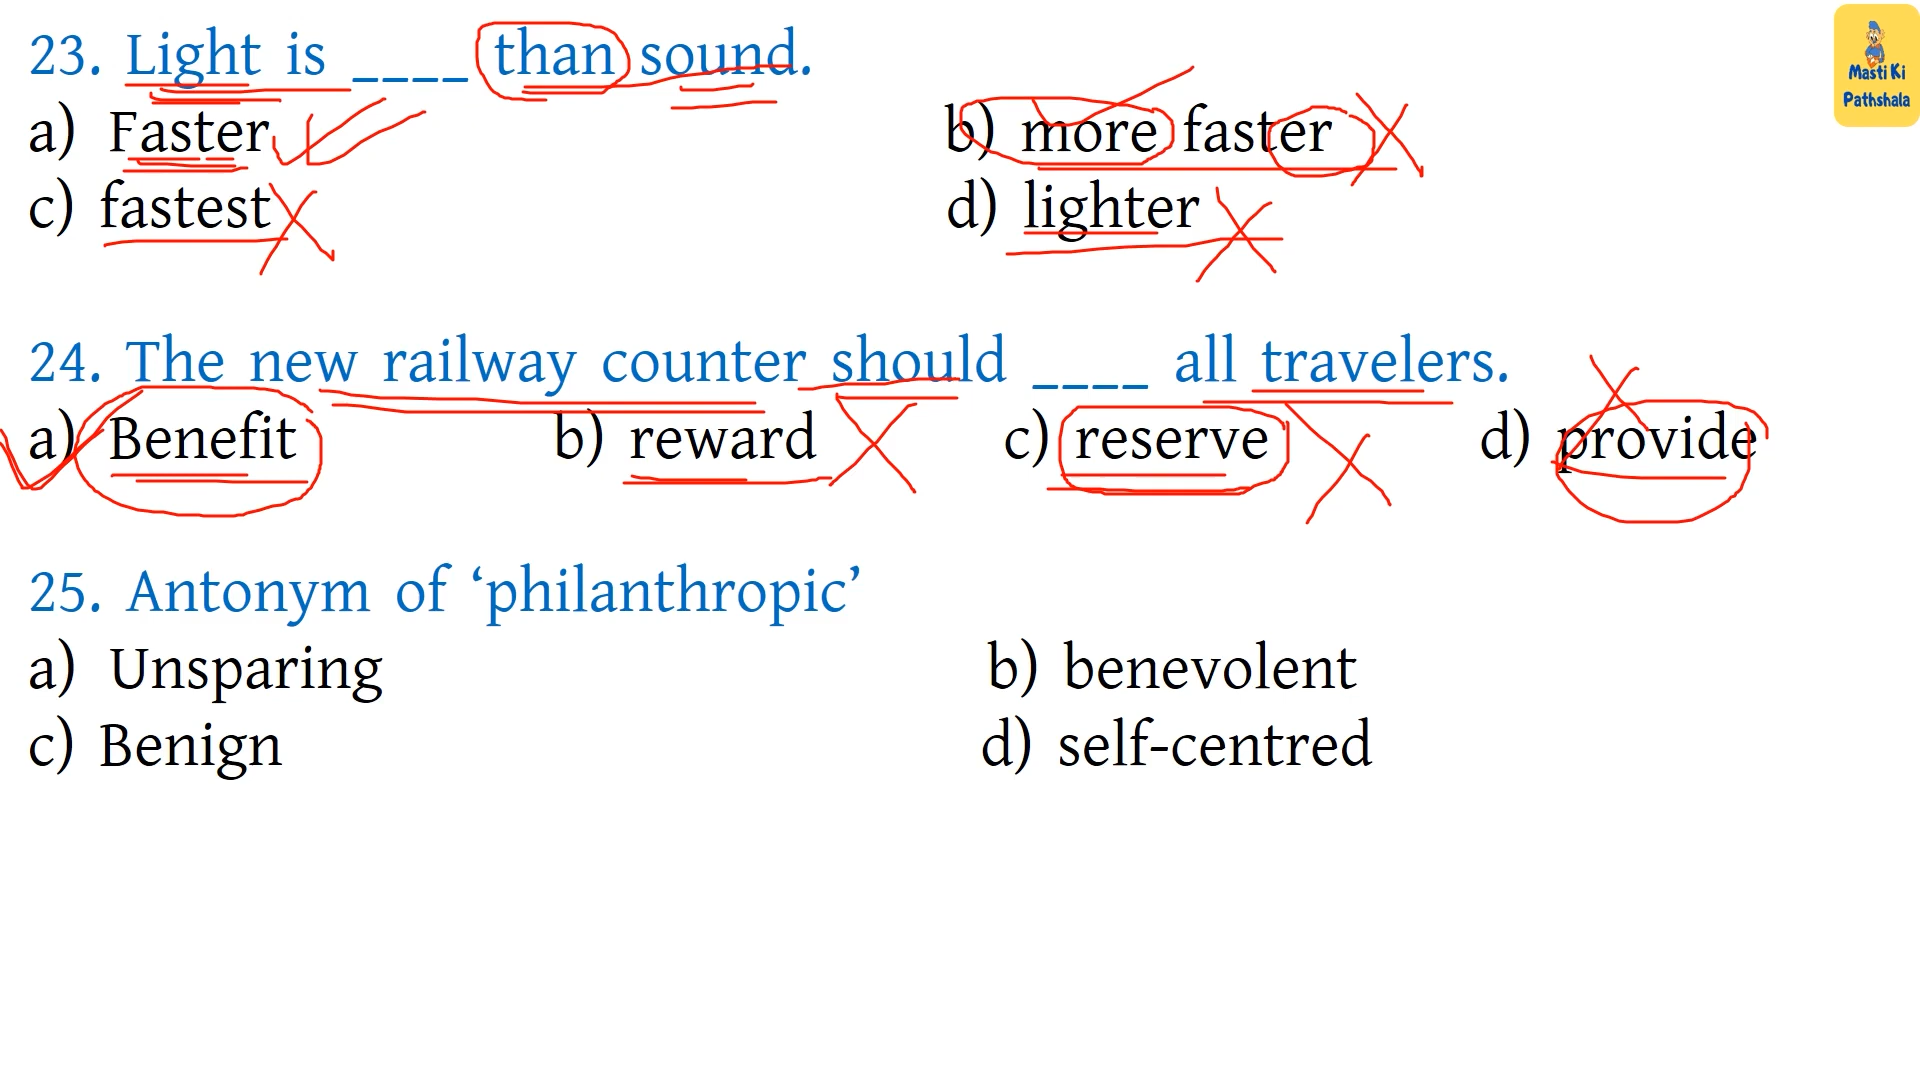 23. Light is ____ than sound.
a) Faster b) more faster
c) fastest d) lighter
24. The new railway counter should ____ all travelers.
a) Benefit b) reward c) reserve d) provide
25. Antonym of ‘philanthropic’
a) Unsparing b) benevolent
c) Benign d) self-centred
Masti Ki
Pathshala